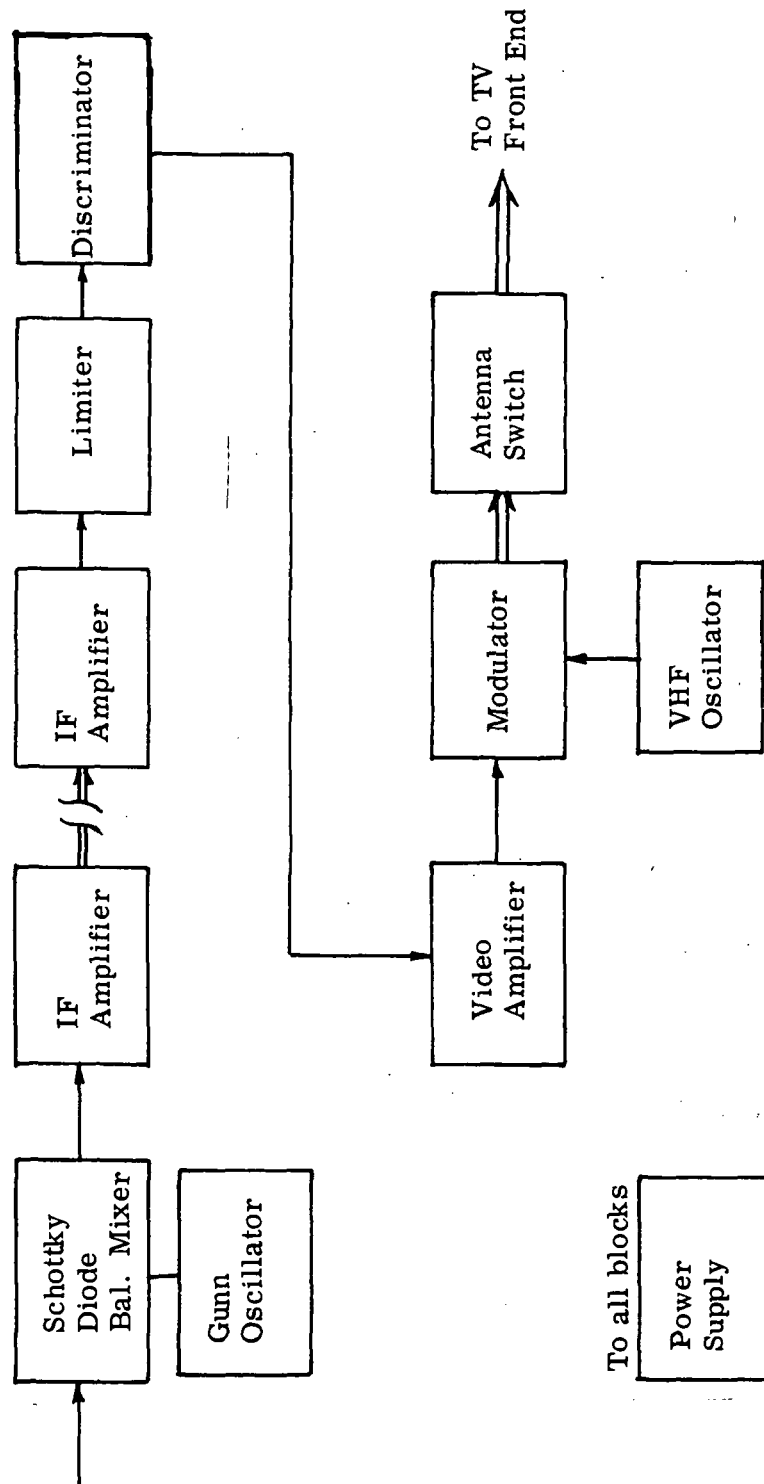 Schottky
Diode
Bal. Mixer
Gunn
Oscillator
IF
Amplifier
IF
Amplifier
Limiter
Discriminator
Video
Amplifier
Modulator
VHF
Oscillator
Antenna
Switch
To TV
Front End
To all blocks
Power
Supply